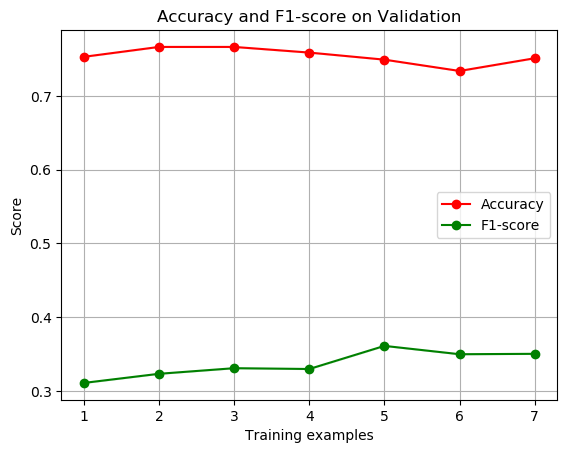 Accuracy and F1-score on Validation
Score
0.7
0.6
0.5
0.4
0.3
Accuracy
F1-score
1 2 3 4 5 6 7
Training examples